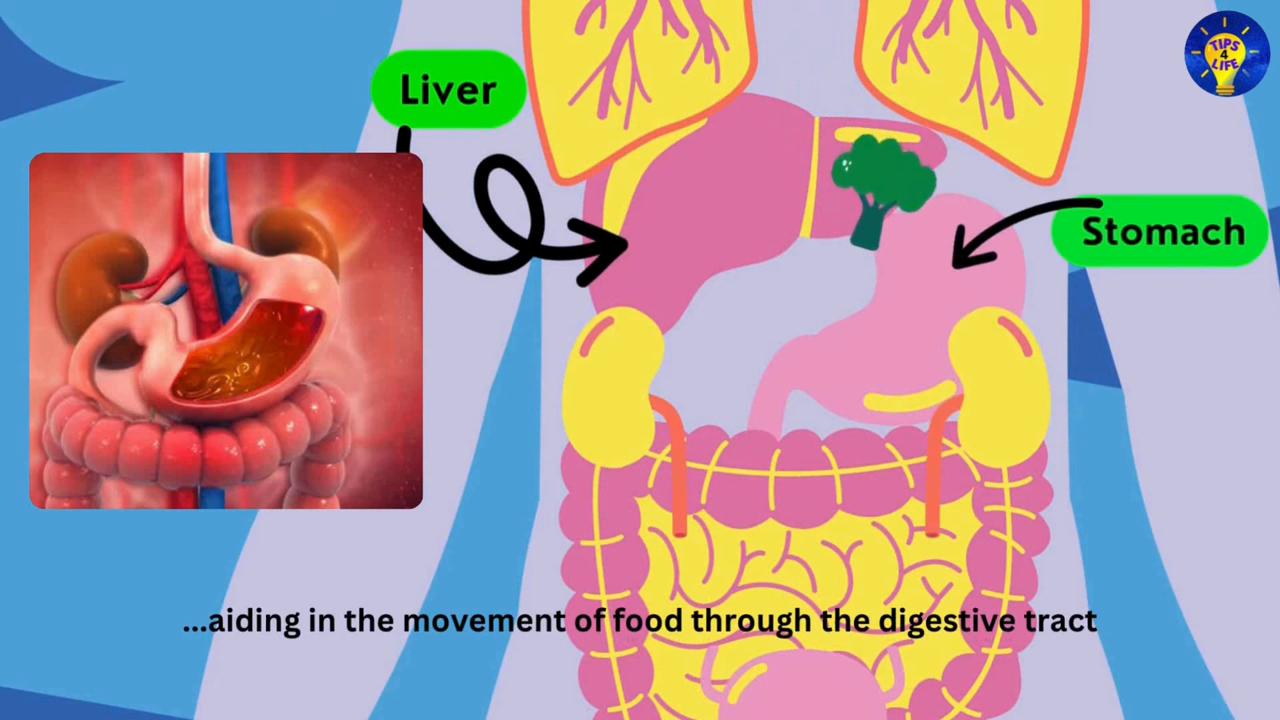 TIPS
4
LIFE
Liver
Stomach
...aiding in the movement of food through the digestive tract